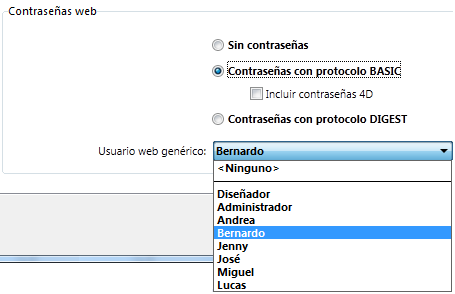 Contraseñas web
Sin contraseñas
Contraseñas con protocolo BASIC
Incluir contraseñas 4D
Contraseñas con protocolo DIGEST
Usuario web genérico: Bernardo
<Ninguno>
Diseñador
Administrador
Andrea
Bernardo
Jenny
José
Miguel
Lucas